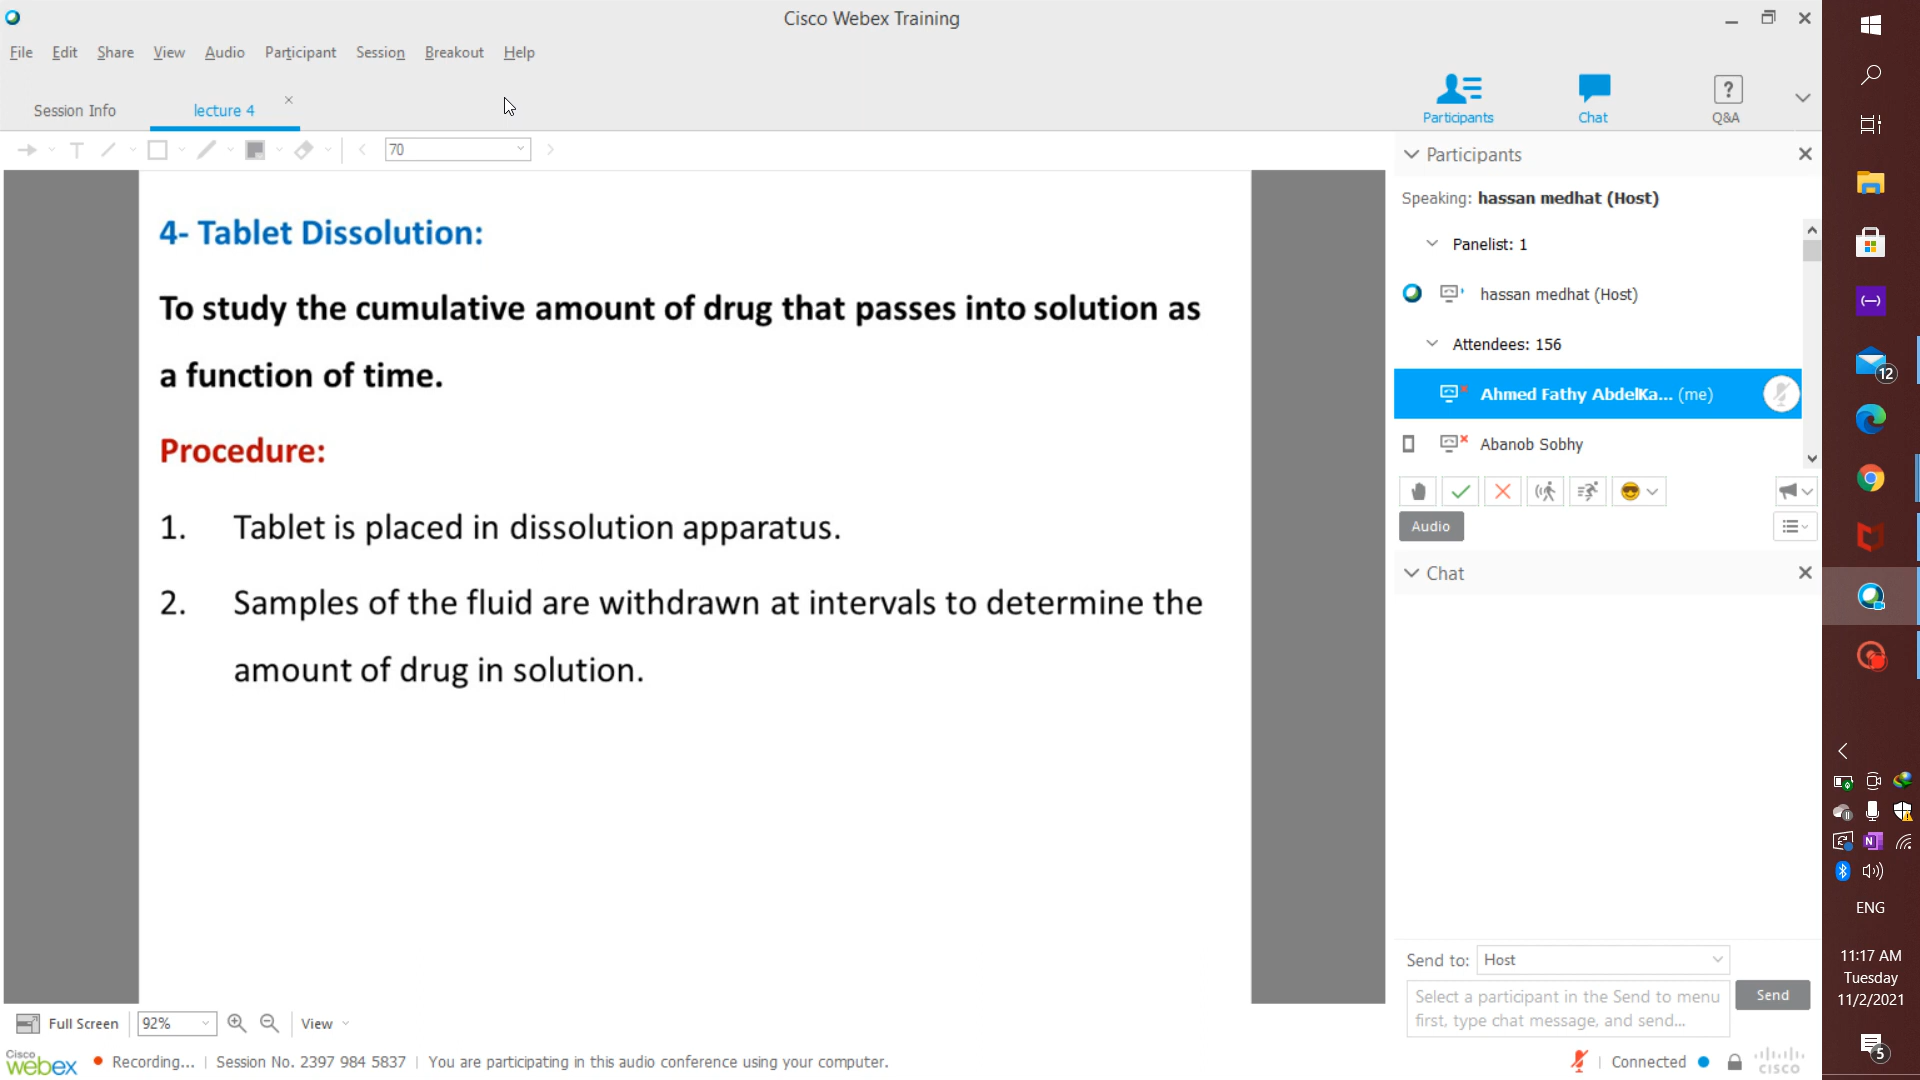 Cisco Webex Training
File Edit Share View Audio Participant Session Breakout Help
Session Info lecture 4
Participants Chat Q&A
70
4- Tablet Dissolution:
To study the cumulative amount of drug that passes into solution as
a function of time.
Procedure:
1. Tablet is placed in dissolution apparatus.
2. Samples of the fluid are withdrawn at intervals to determine the
amount of drug in solution.
Participants
Speaking: hassan medhat (Host)
Panelist: 1
hassan medhat (Host)
Attendees: 156
Ahmed Fathy AbdelKa... (me)
Abanob Sobhy
Audio
Chat
Send to: Host
Select a participant in the Send to menu
first, type chat message, and send...
Send
Full Screen 92% View
Cisco webex Recording... Session No. 2397 984 5837 You are participating in this audio conference using your computer.
Connected
CISCO
12
ENG
11:17 AM
Tuesday
11/2/2021
5